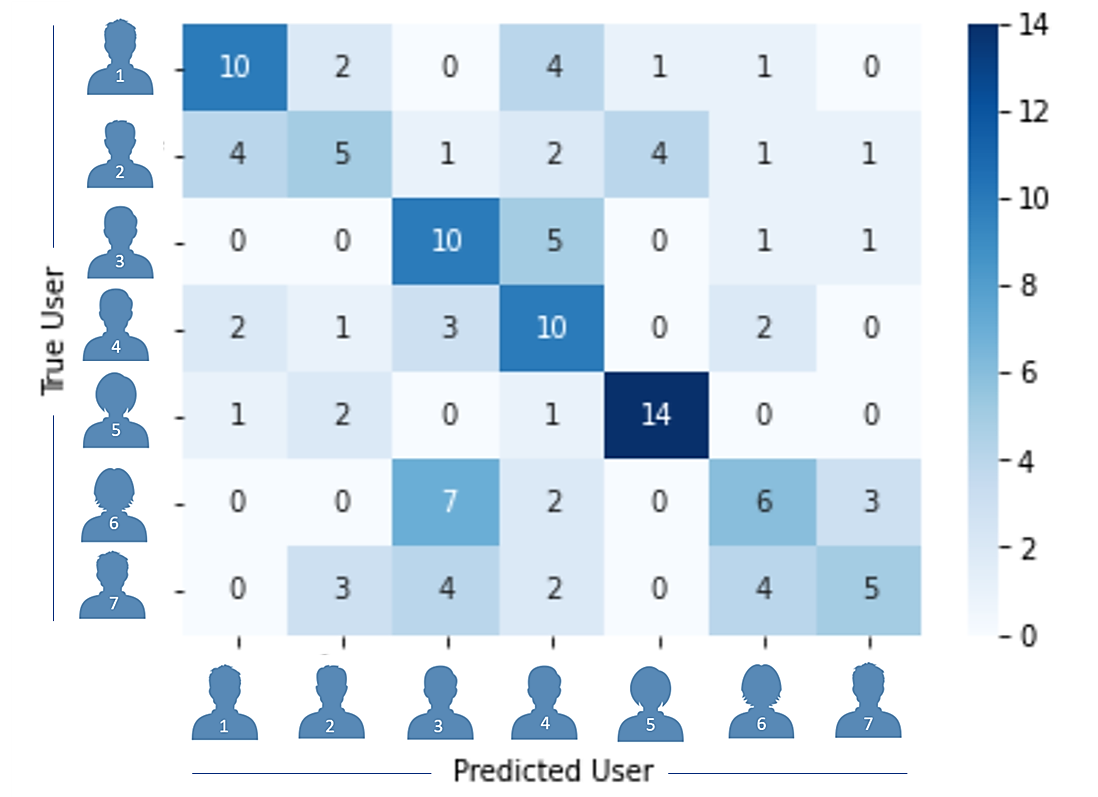 14
1 10 2 0 4 1 1 0
12
2 4 5 1 2 4 1 1
10
3 0 0 10 5 0 1 1
8
True User
4 2 1 3 10 0 2 0
6
5 1 2 0 1 14 0 0
4
6 0 0 7 2 0 6 3
2
7 0 3 4 2 0 4 5
0
1 2 3 4 5 6 7
Predicted User